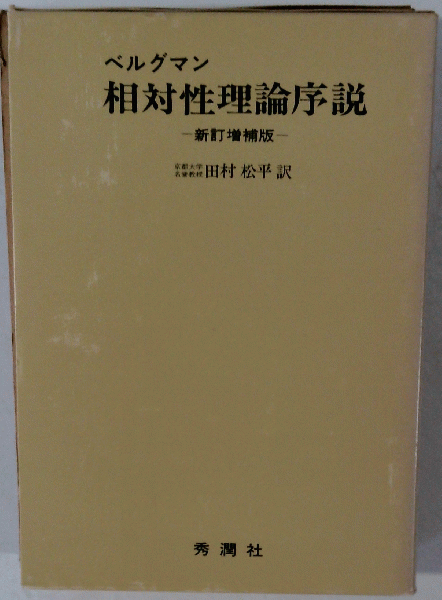 ベルグマン
相対性理論序説
—新訂増補版—
京都大学
名誉教授 田村 松平 訳
秀潤社